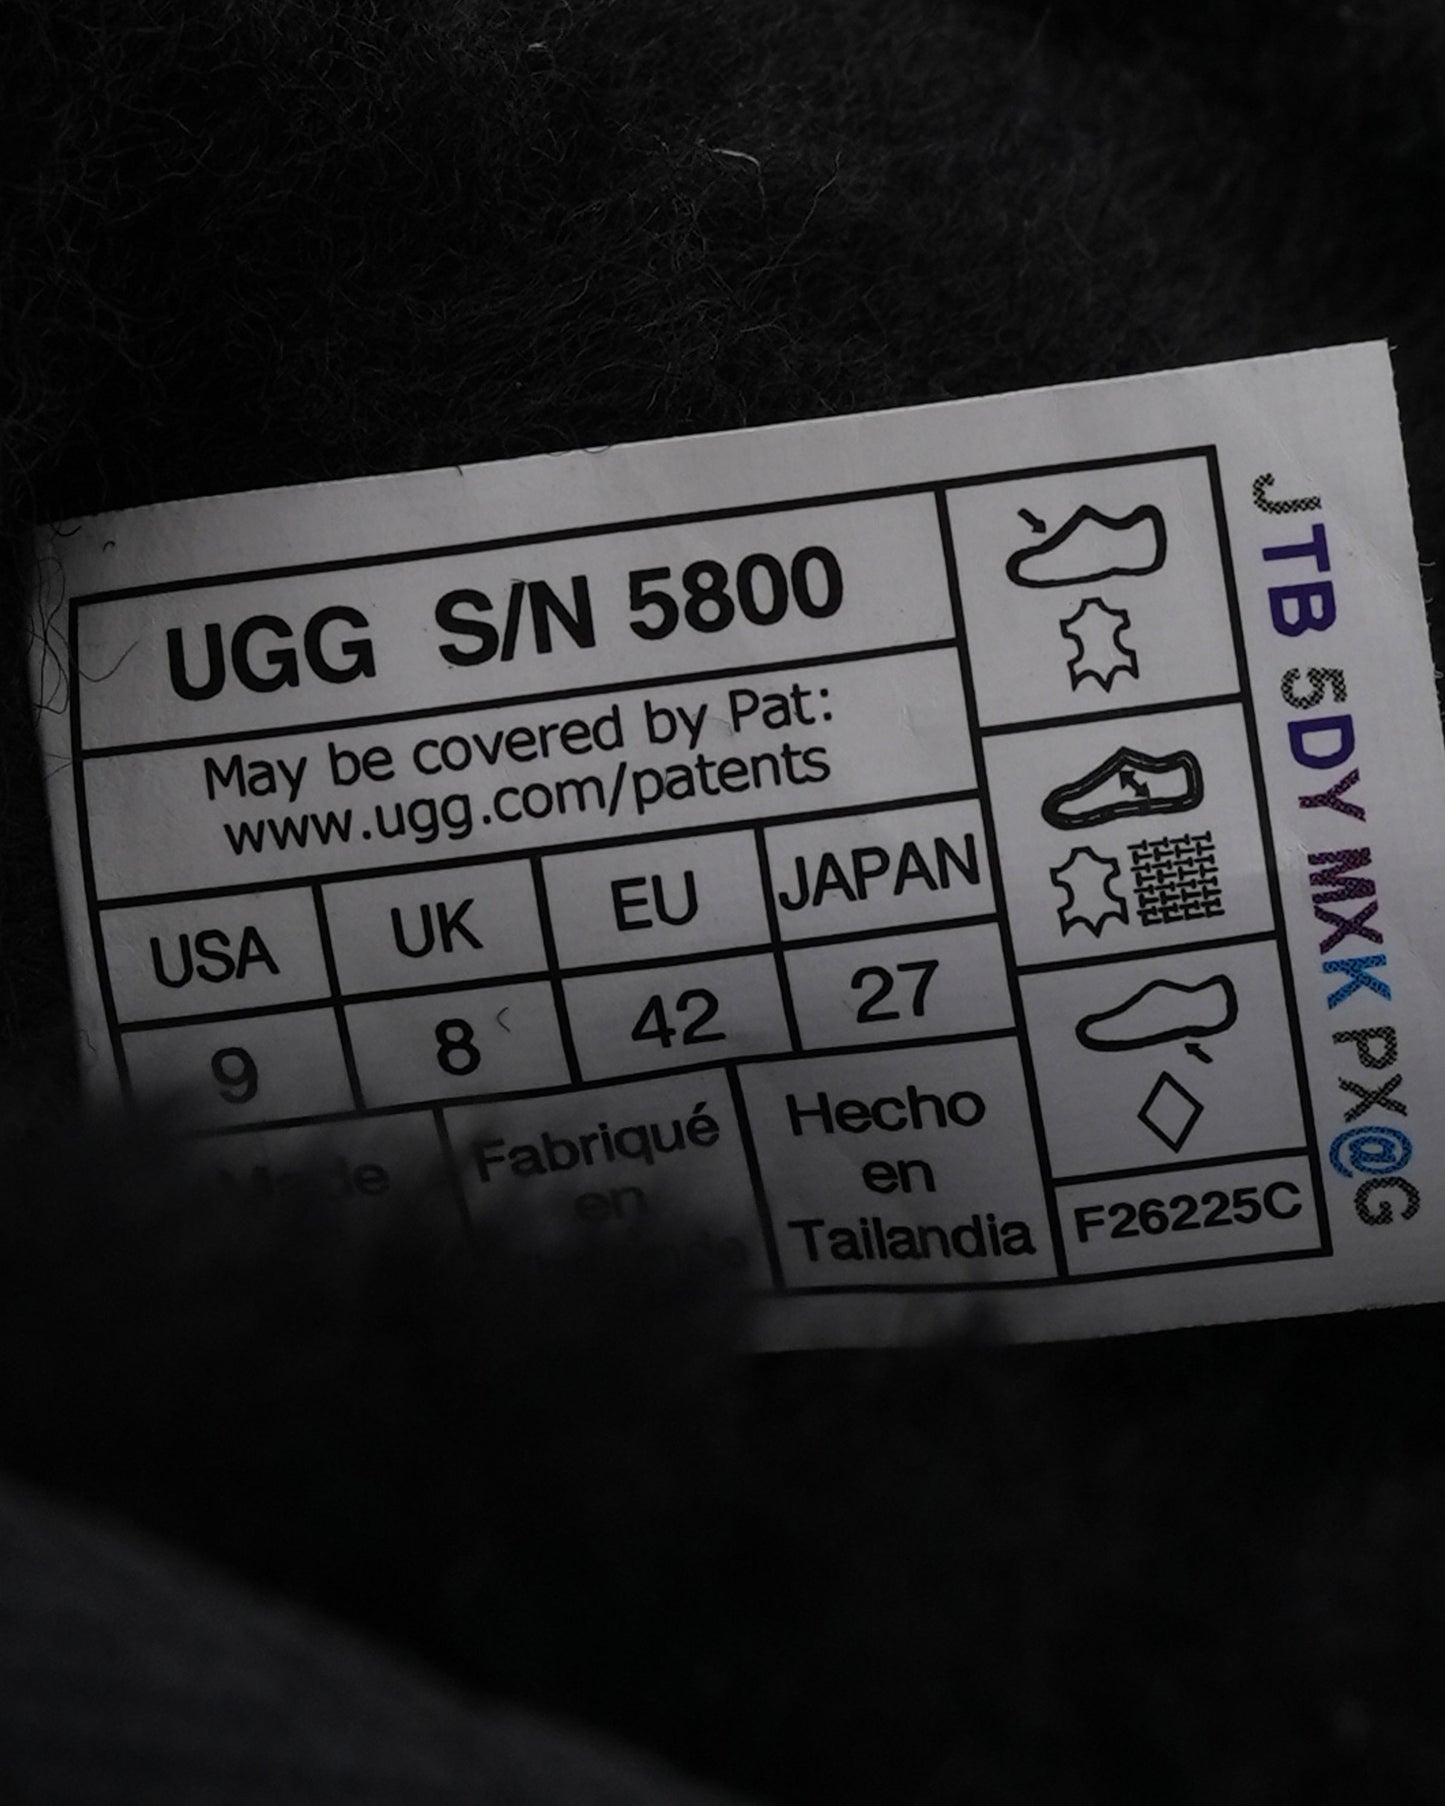 UGG S/N 5800
May be covered by Pat:
www.ugg.com/patents
USA UK EU JAPAN
9 8 42 27
Made
Fabriqué
en
Hecho
en
Tailandia
F26225C
JTB 5DY MXK PX@G